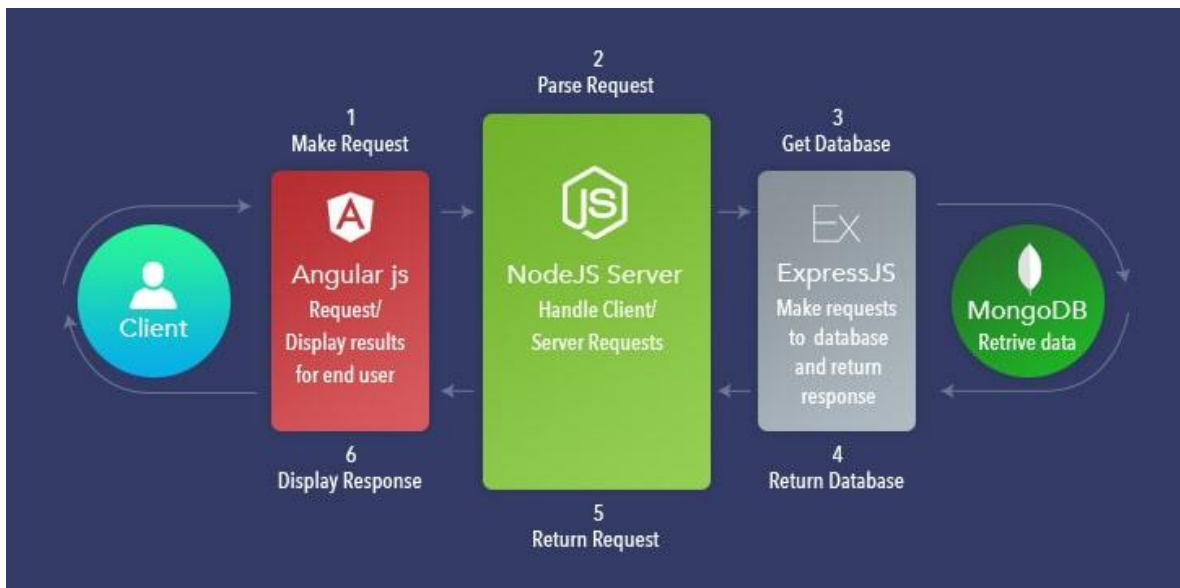 2
Parse Request
1
Make Request
3
Get Database
A
JS
Ex
Client
Angular js
Request/
Display results
for end user
NodeJS Server
Handle Client/
Server Requests
ExpressJS
Make requests
to database
and return
response
MongoDB
Retrive data
6
Display Response
4
Return Database
5
Return Request